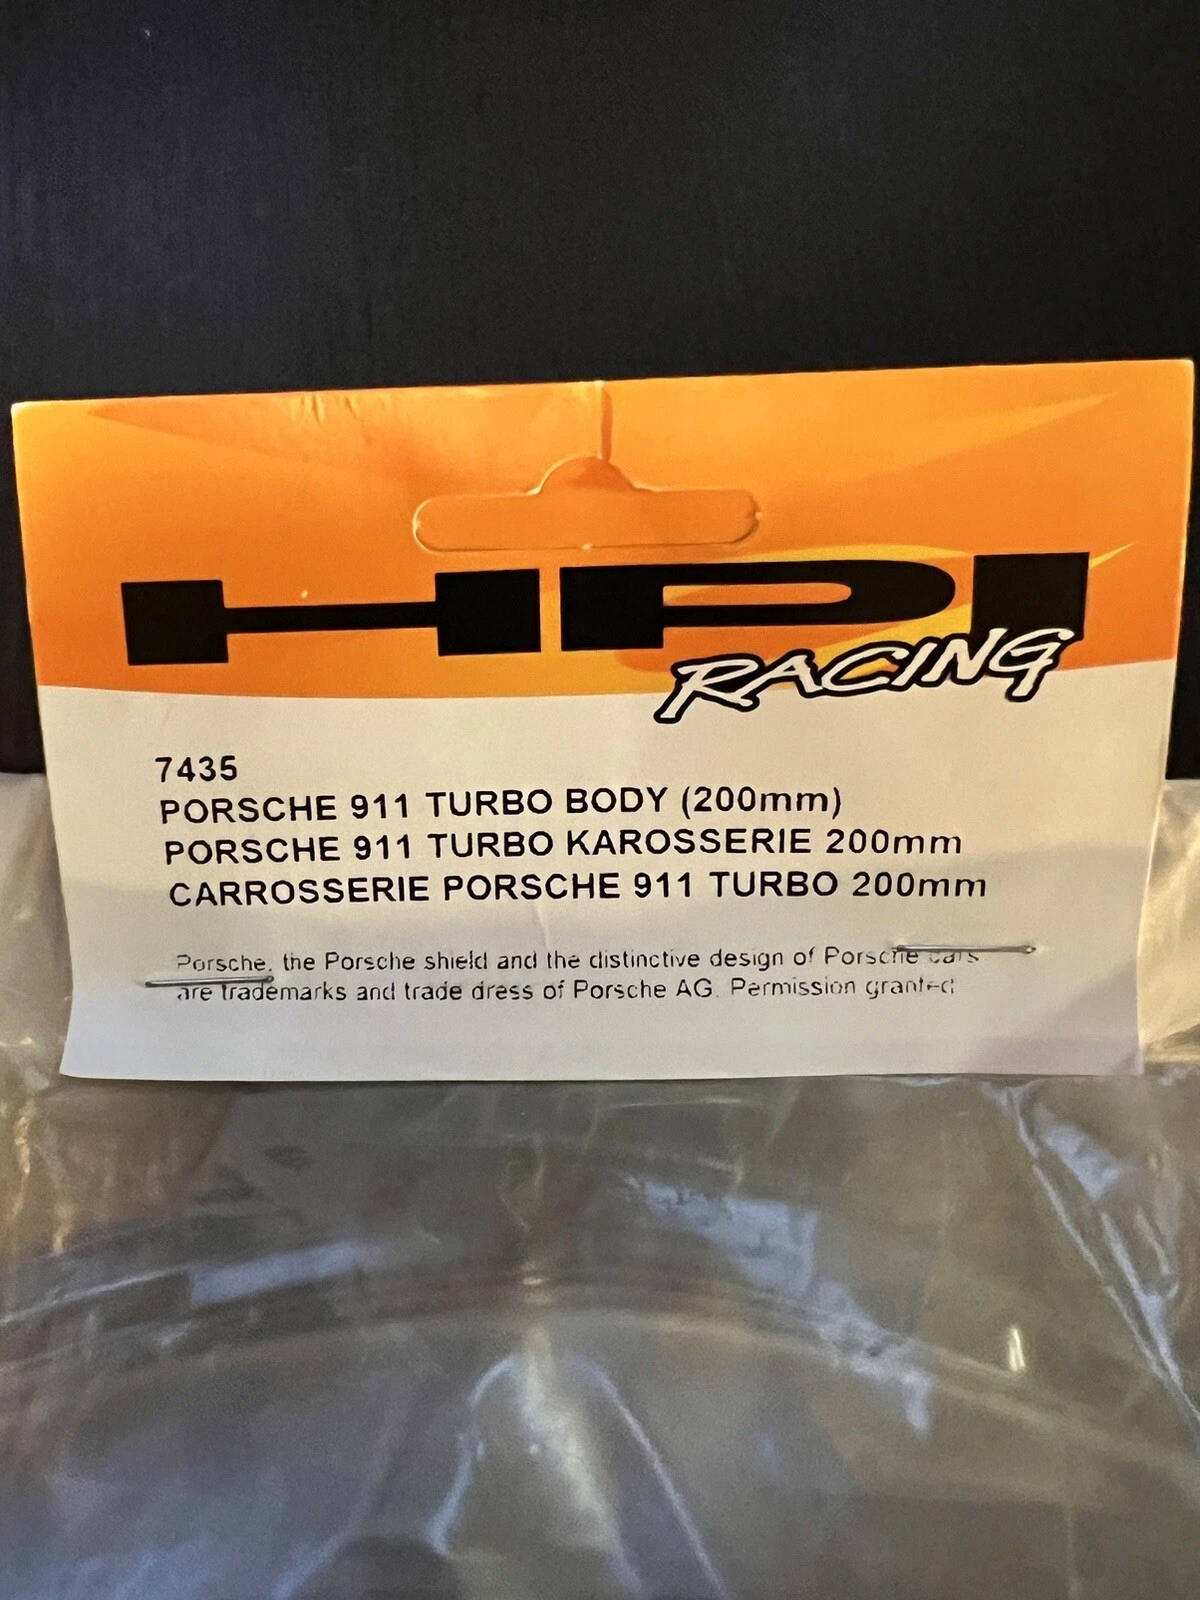 HPI
RACING
7435
PORSCHE 911 TURBO BODY (200mm)
PORSCHE 911 TURBO KAROSSERIE 200mm
CARROSSERIE PORSCHE 911 TURBO 200mm
Porsche, the Porsche shield and the distinctive design of Porsche cars
are trademarks and trade dress of Porsche AG. Permission granted